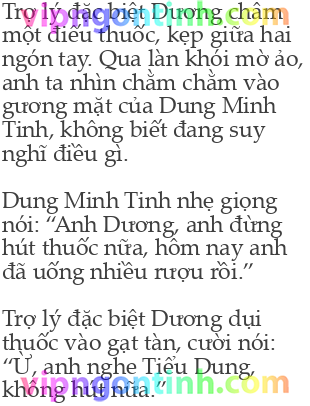 Trợ lý đặc biệt Dương châm
một điếu thuốc, kẹp giữa hai
ngón tay. Qua làn khói mờ ảo,
anh ta nhìn chằm chằm vào
gương mặt của Dung Minh
Tinh, không biết đang suy
nghĩ điều gì.
Dung Minh Tinh nhẹ giọng
nói: “Anh Dương, anh đừng
hút thuốc nữa, hôm nay anh
đã uống nhiều rượu rồi.”
Trợ lý đặc biệt Dương dụi
thuốc vào gạt tàn, cười nói:
“Ừ, anh nghe Tiểu Dung,
không hút nữa.”
vipngontinh.com
vipngontinh.com